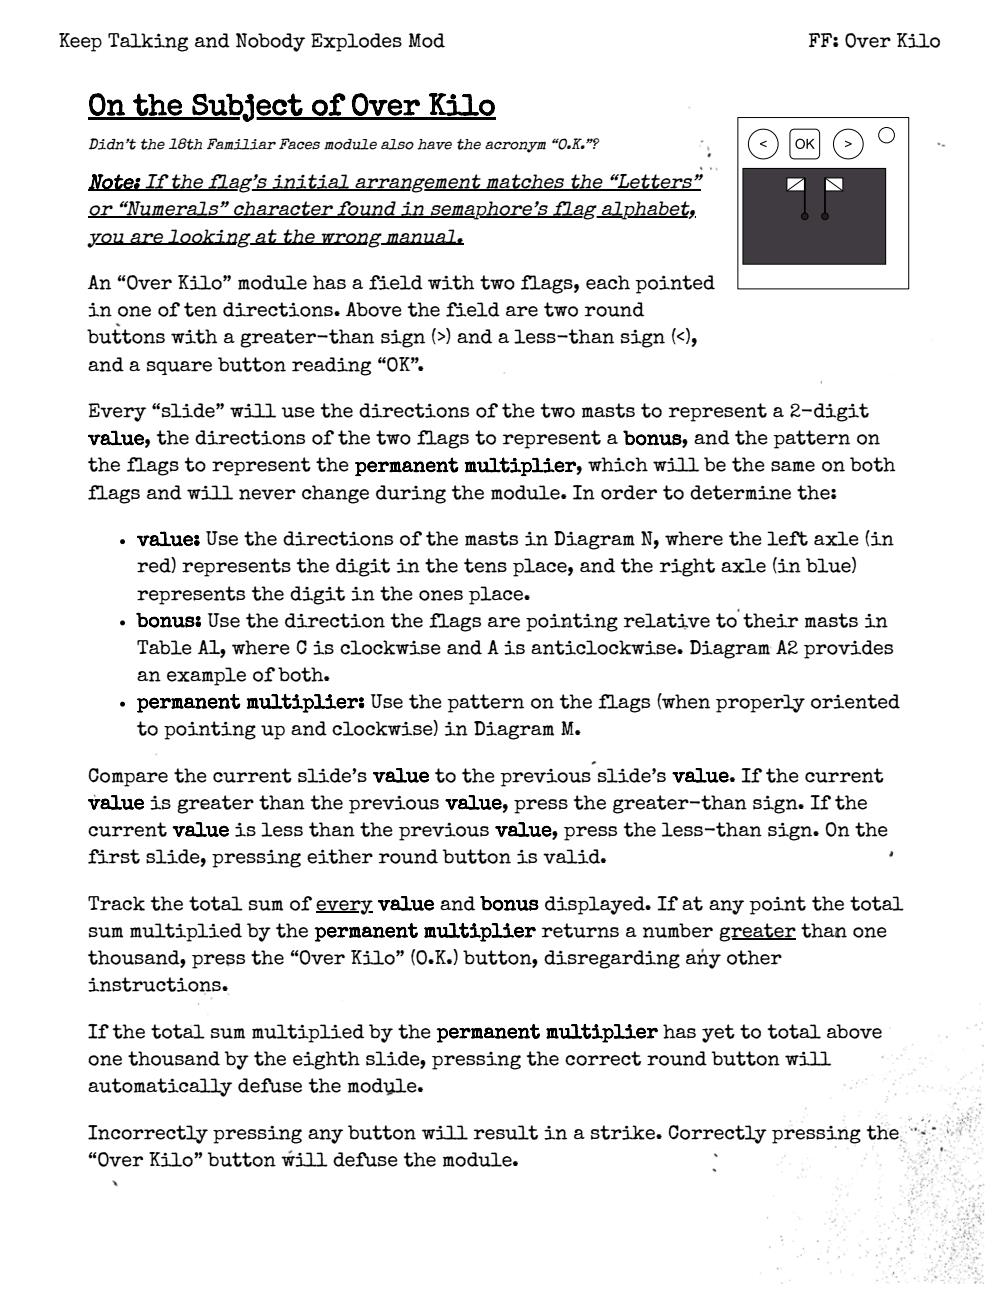 Keep Talking and Nobody Explodes Mod
FF: Over Kilo
On the Subject of Over Kilo
Didn't the 18th Familiar Faces module also have the acronym “O.K.”?
< OK >
Note: If the flag's initial arrangement matches the “Letters”
or “Numerals” character found in semaphore's flag alphabet,
you are looking at the wrong manual.
An “Over Kilo” module has a field with two flags, each pointed
in one of ten directions. Above the field are two round
buttons with a greater-than sign (>) and a less-than sign (<),
and a square button reading “OK”.
Every “slide” will use the directions of the two masts to represent a 2-digit
value, the directions of the two flags to represent a bonus, and the pattern on
the flags to represent the permanent multiplier, which will be the same on both
flags and will never change during the module. In order to determine the:
• value: Use the directions of the masts in Diagram N, where the left axle (in
red) represents the digit in the tens place, and the right axle (in blue)
represents the digit in the ones place.
• bonus: Use the direction the flags are pointing relative to their masts in
Table A1, where C is clockwise and A is anticlockwise. Diagram A2 provides
an example of both.
• permanent multiplier: Use the pattern on the flags (when properly oriented
to pointing up and clockwise) in Diagram M.
Compare the current slide's value to the previous slide's value. If the current
value is greater than the previous value, press the greater-than sign. If the
current value is less than the previous value, press the less-than sign. On the
first slide, pressing either round button is valid.
Track the total sum of every value and bonus displayed. If at any point the total
sum multiplied by the permanent multiplier returns a number greater than one
thousand, press the “Over Kilo” (O.K.) button, disregarding any other
instructions.
If the total sum multiplied by the permanent multiplier has yet to total above
one thousand by the eighth slide, pressing the correct round button will
automatically defuse the module.
Incorrectly pressing any button will result in a strike. Correctly pressing the
“Over Kilo” button will defuse the module.